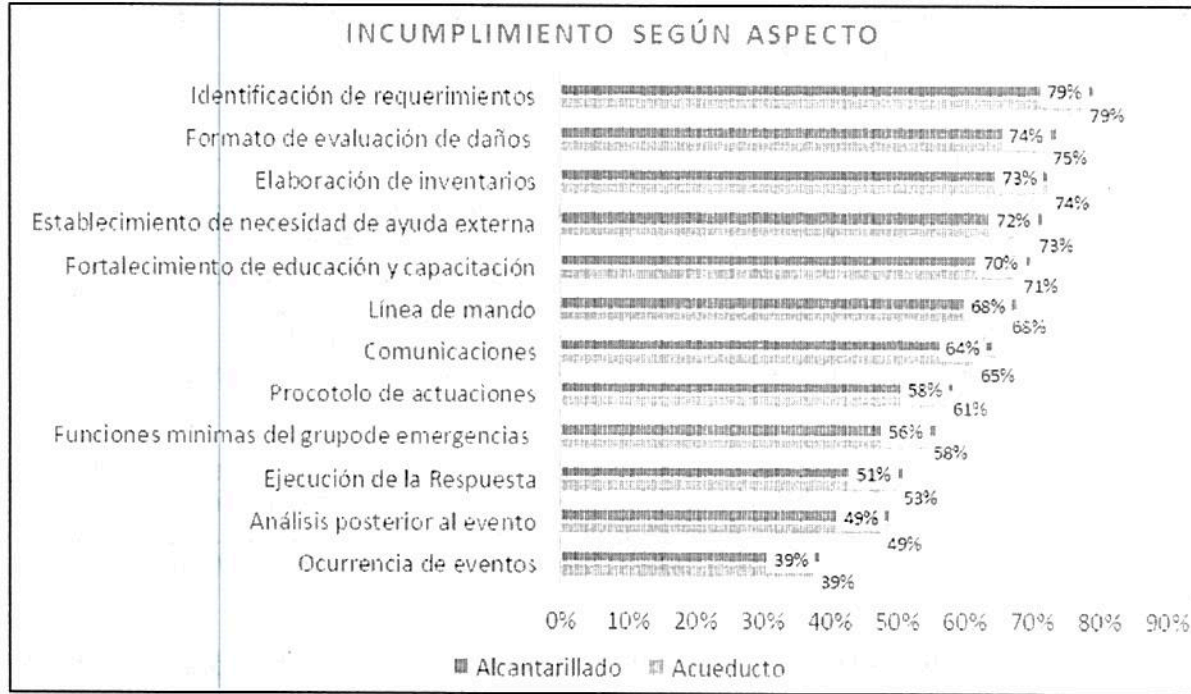 INCUMPLIMIENTO SEGÚN ASPECTO
Identificación de requerimientos 79%
79%
Formato de evaluación de daños 74%
75%
Elaboración de inventarios 73%
74%
Establecimiento de necesidad de ayuda externa 72%
73%
Fortalecimiento de educación y capacitación 70%
71%
Línea de mando 68%
68%
Comunicaciones 64%
65%
Procotolo de actuaciones 58%
61%
Funciones minimas del grupode emergencias 56%
58%
Ejecución de la Respuesta 51%
53%
Análisis posterior al evento 49%
49%
Ocurrencia de eventos 39%
39%
0% 10% 20% 30% 40% 50% 60% 70% 80% 90%
Alcantarillado Acueducto